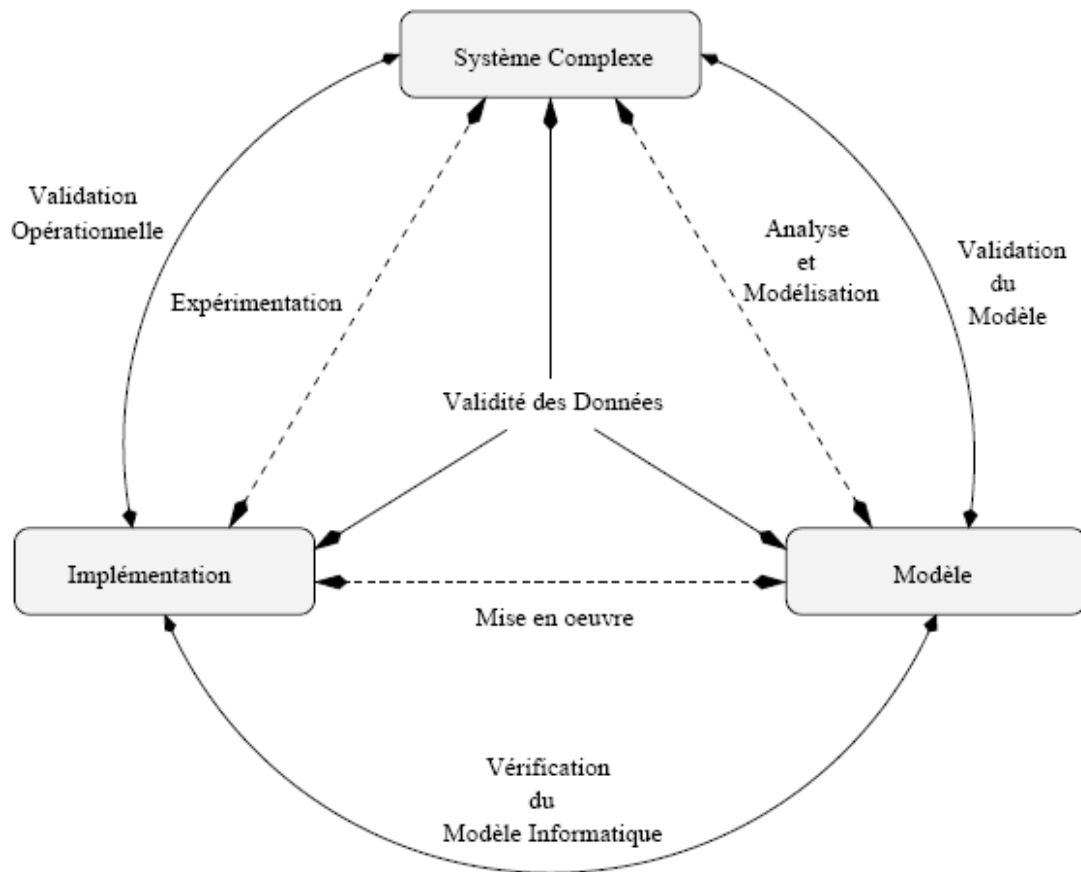 Système Complexe
Validation
Opérationnelle
Expérimentation
Analyse
et
Modélisation
Validation
du
Modèle
Validité des Données
Implémentation
Modèle
Mise en oeuvre
Vérification
du
Modèle Informatique